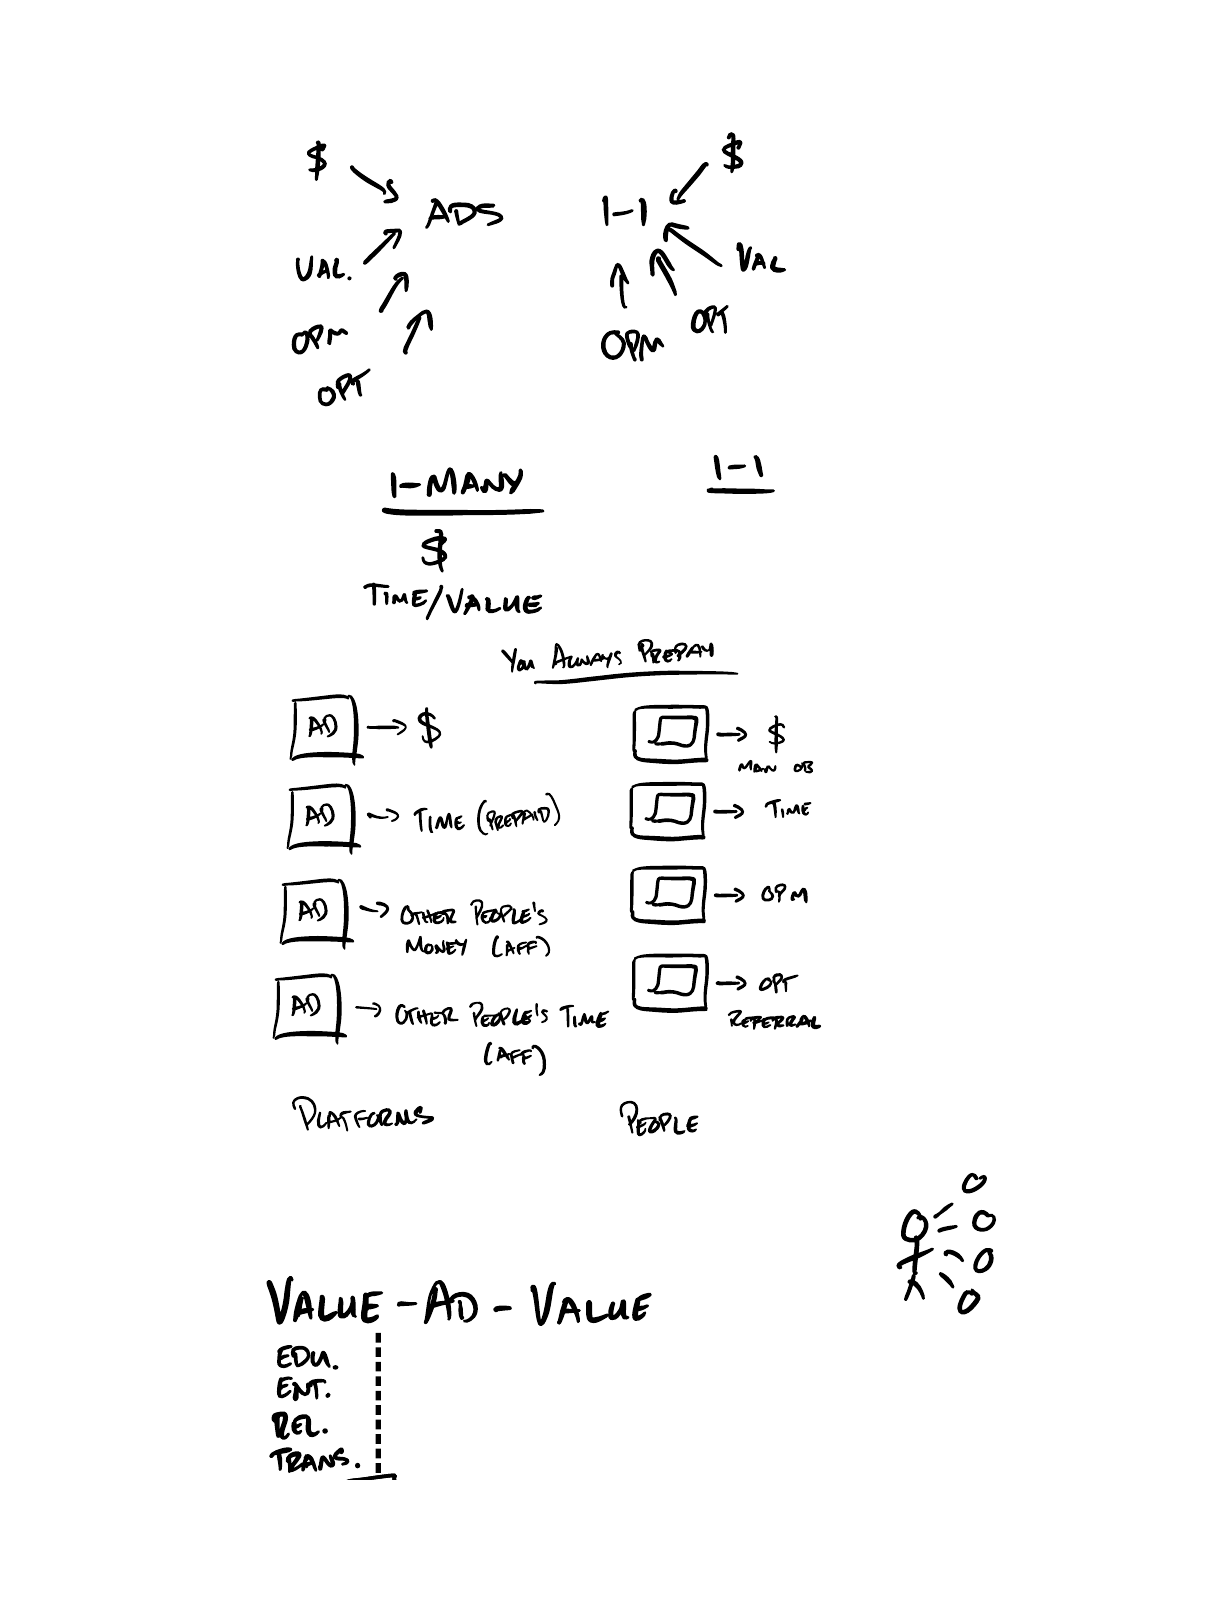 $ $
ADS 1-1
VAL. VAL
OPM OPM OPT
OPT
1-MANY 1-1
$
TIME/VALUE
YOU ALWAYS PREPAY
AD → $ → $
MAN OB
AD → TIME (PREPAID) → TIME
AD → OTHER PEOPLE'S → OPM
MONEY (AFF)
AD → OTHER PEOPLE'S TIME → OPT
(AFF) REFERRAL
PLATFORMS PEOPLE
VALUE - AD - VALUE
EDU.
ENT.
REL.
TRANS.